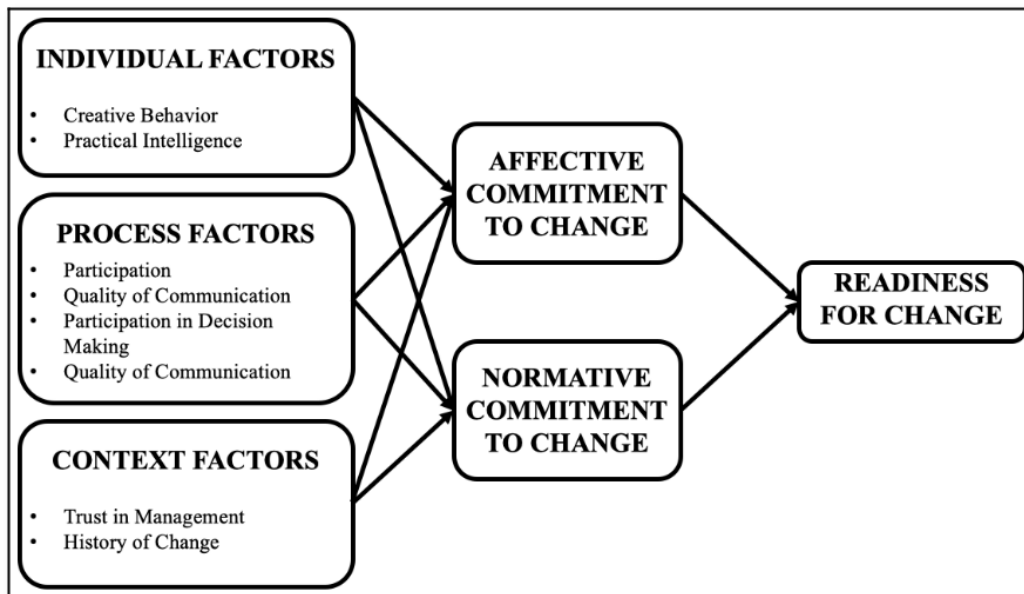 INDIVIDUAL FACTORS
• Creative Behavior
• Practical Intelligence
PROCESS FACTORS
• Participation
• Quality of Communication
• Participation in Decision
Making
• Quality of Communication
CONTEXT FACTORS
• Trust in Management
• History of Change
AFFECTIVE
COMMITMENT
TO CHANGE
NORMATIVE
COMMITMENT
TO CHANGE
READINESS
FOR CHANGE